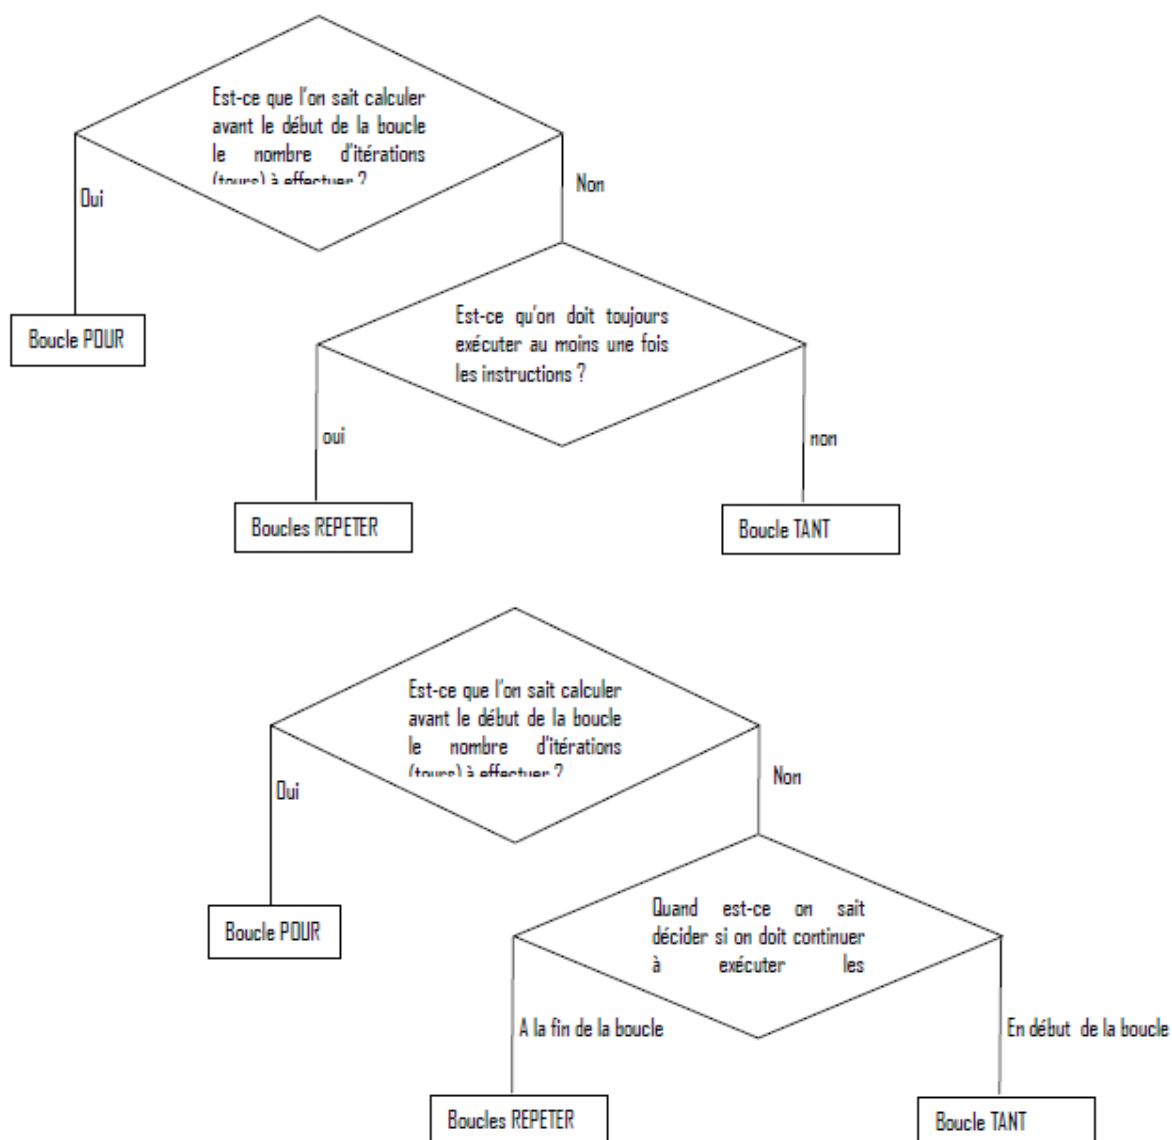 Est-ce que l'on sait calculer
avant le début de la boucle
le nombre d'itérations
(tours) à effectuer ?
Oui
Non
Boucle POUR
Est-ce qu'on doit toujours
exécuter au moins une fois
les instructions ?
oui
non
Boucles REPETER
Boucle TANT
Est-ce que l'on sait calculer
avant le début de la boucle
le nombre d'itérations
(tours) à effectuer ?
Oui
Non
Boucle POUR
Quand est-ce on sait
décider si on doit continuer
à exécuter les
A la fin de la boucle
En début de la boucle
Boucles REPETER
Boucle TANT